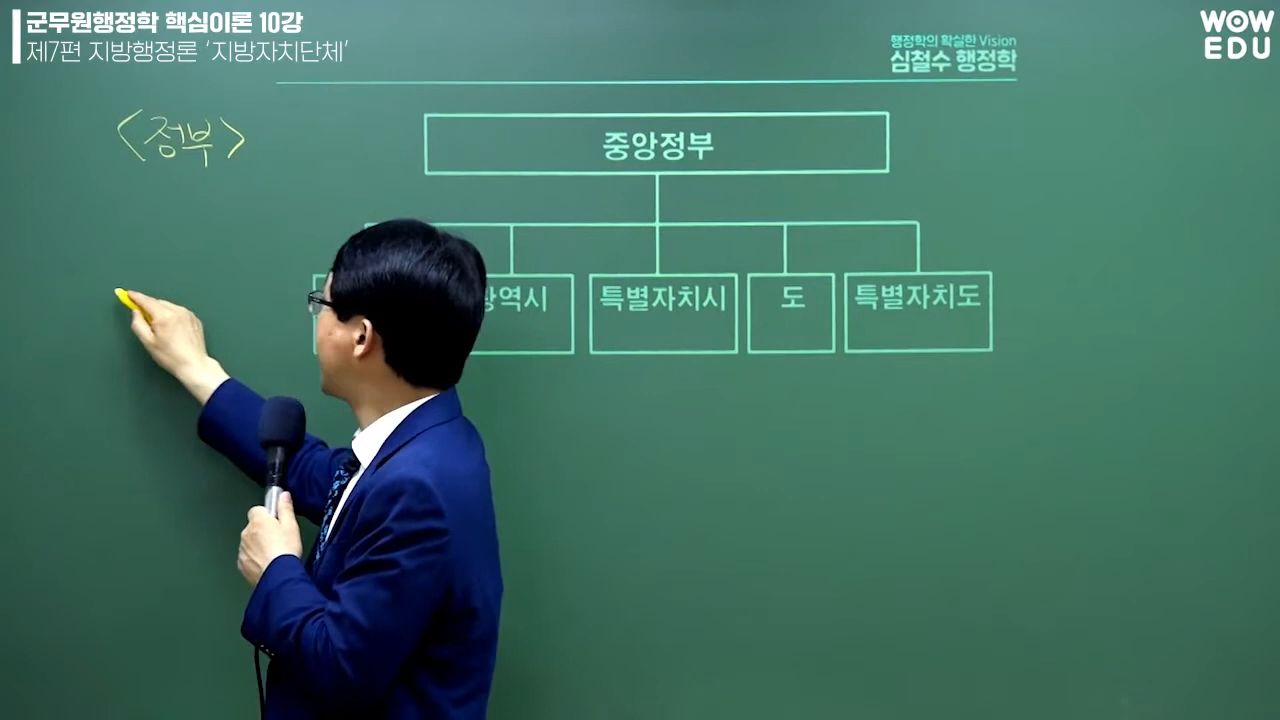 군무원행정학 핵심이론 10강
제7편 지방행정론 '지방자치단체'
WOW
EDU
행정학의 확실한 Vision
심철수 행정학
<정부>
중앙정부
광역시
특별자치시
도
특별자치도